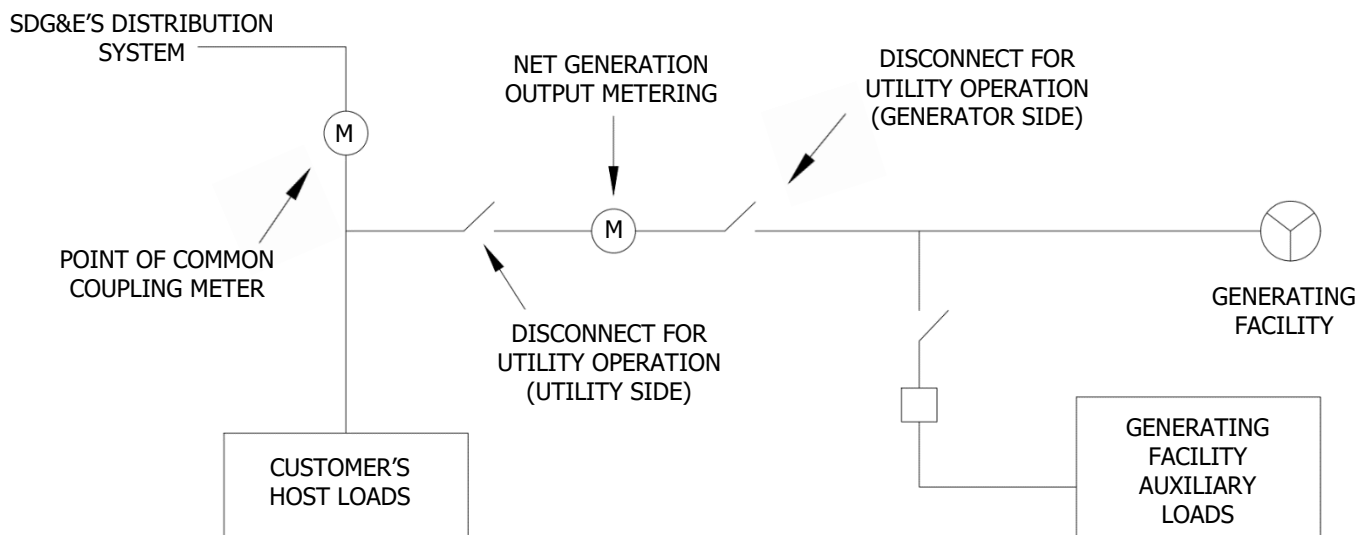 SDG&E'S DISTRIBUTION
SYSTEM
NET GENERATION
OUTPUT METERING
DISCONNECT FOR
UTILITY OPERATION
(GENERATOR SIDE)
M
M
POINT OF COMMON
COUPLING METER
DISCONNECT FOR
UTILITY OPERATION
(UTILITY SIDE)
GENERATING
FACILITY
CUSTOMER'S
HOST LOADS
GENERATING
FACILITY
AUXILIARY
LOADS